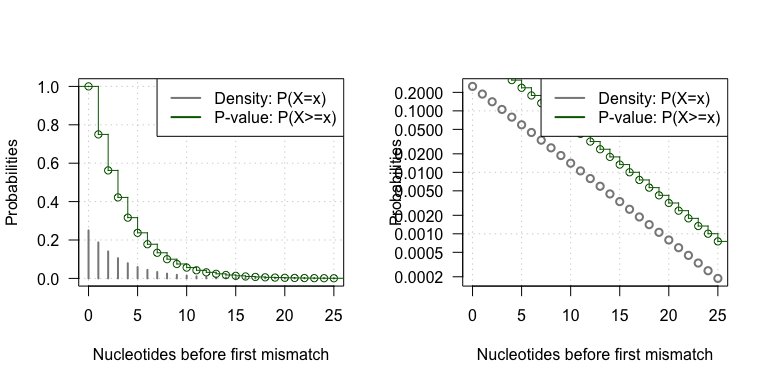 Probabilities
1.0
0.8
0.6
0.4
0.2
0.0
Density: P(X=x)
P-value: P(X>=x)
0 5 10 15 20 25
Nucleotides before first mismatch
Probabilities
0.2000
0.1000
0.0500
0.0200
0.0100
0.0050
0.0020
0.0010
0.0005
0.0002
Density: P(X=x)
P-value: P(X>=x)
0 5 10 15 20 25
Nucleotides before first mismatch